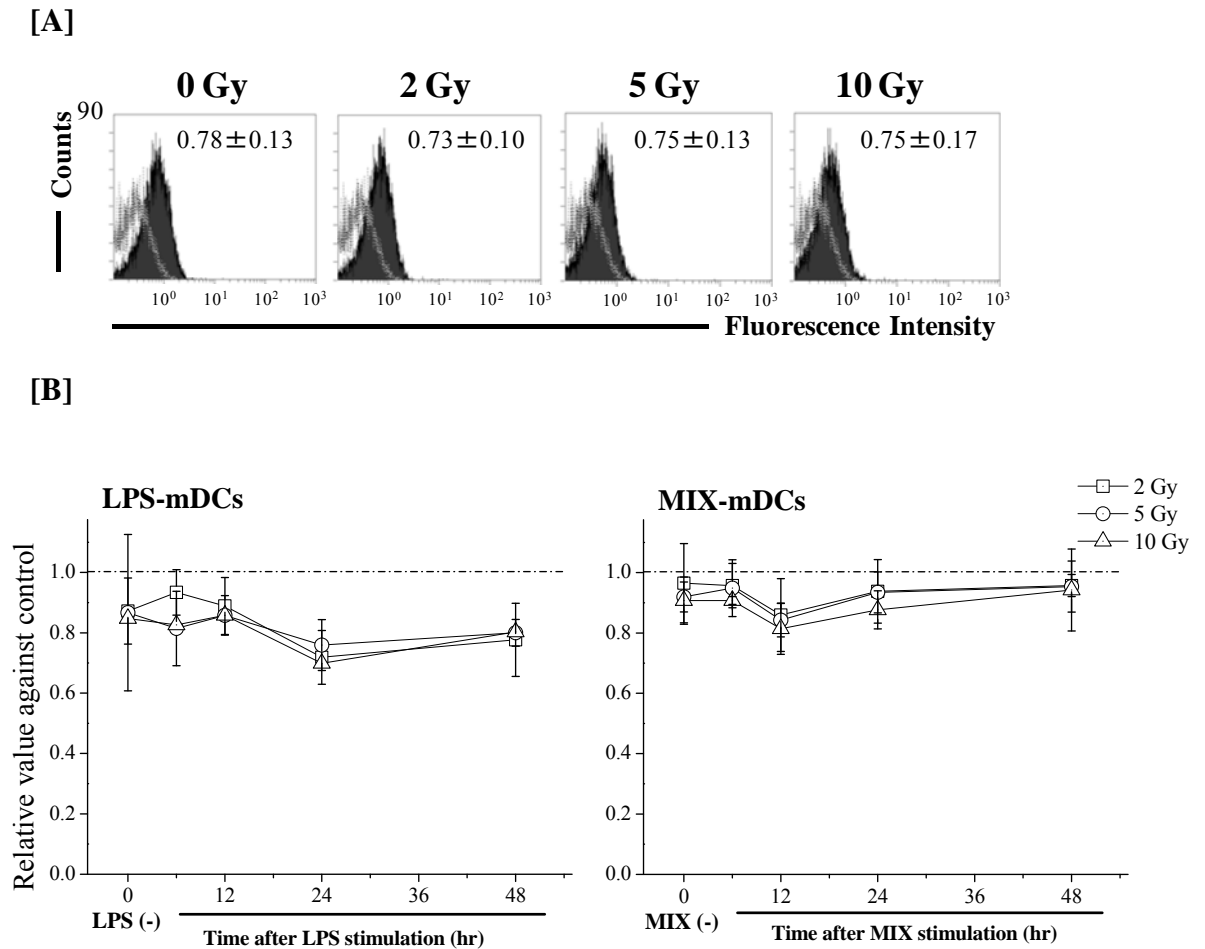 [A]
0 Gy 2 Gy 5 Gy 10 Gy
90
Counts
0.78±0.13 0.73±0.10 0.75±0.13 0.75±0.17
10⁰ 10¹ 10² 10³ 10⁰ 10¹ 10² 10³ 10⁰ 10¹ 10² 10³ 10⁰ 10¹ 10² 10³
Fluorescence Intensity
[B]
LPS-mDCs
Relative value against control
1.0
0.8
0.6
0.4
0.2
0.0
0 12 24 36 48
LPS (-)
Time after LPS stimulation (hr)
MIX-mDCs
2 Gy
5 Gy
10 Gy
1.0
0.8
0.6
0.4
0.2
0.0
0 12 24 36 48
MIX (-)
Time after MIX stimulation (hr)